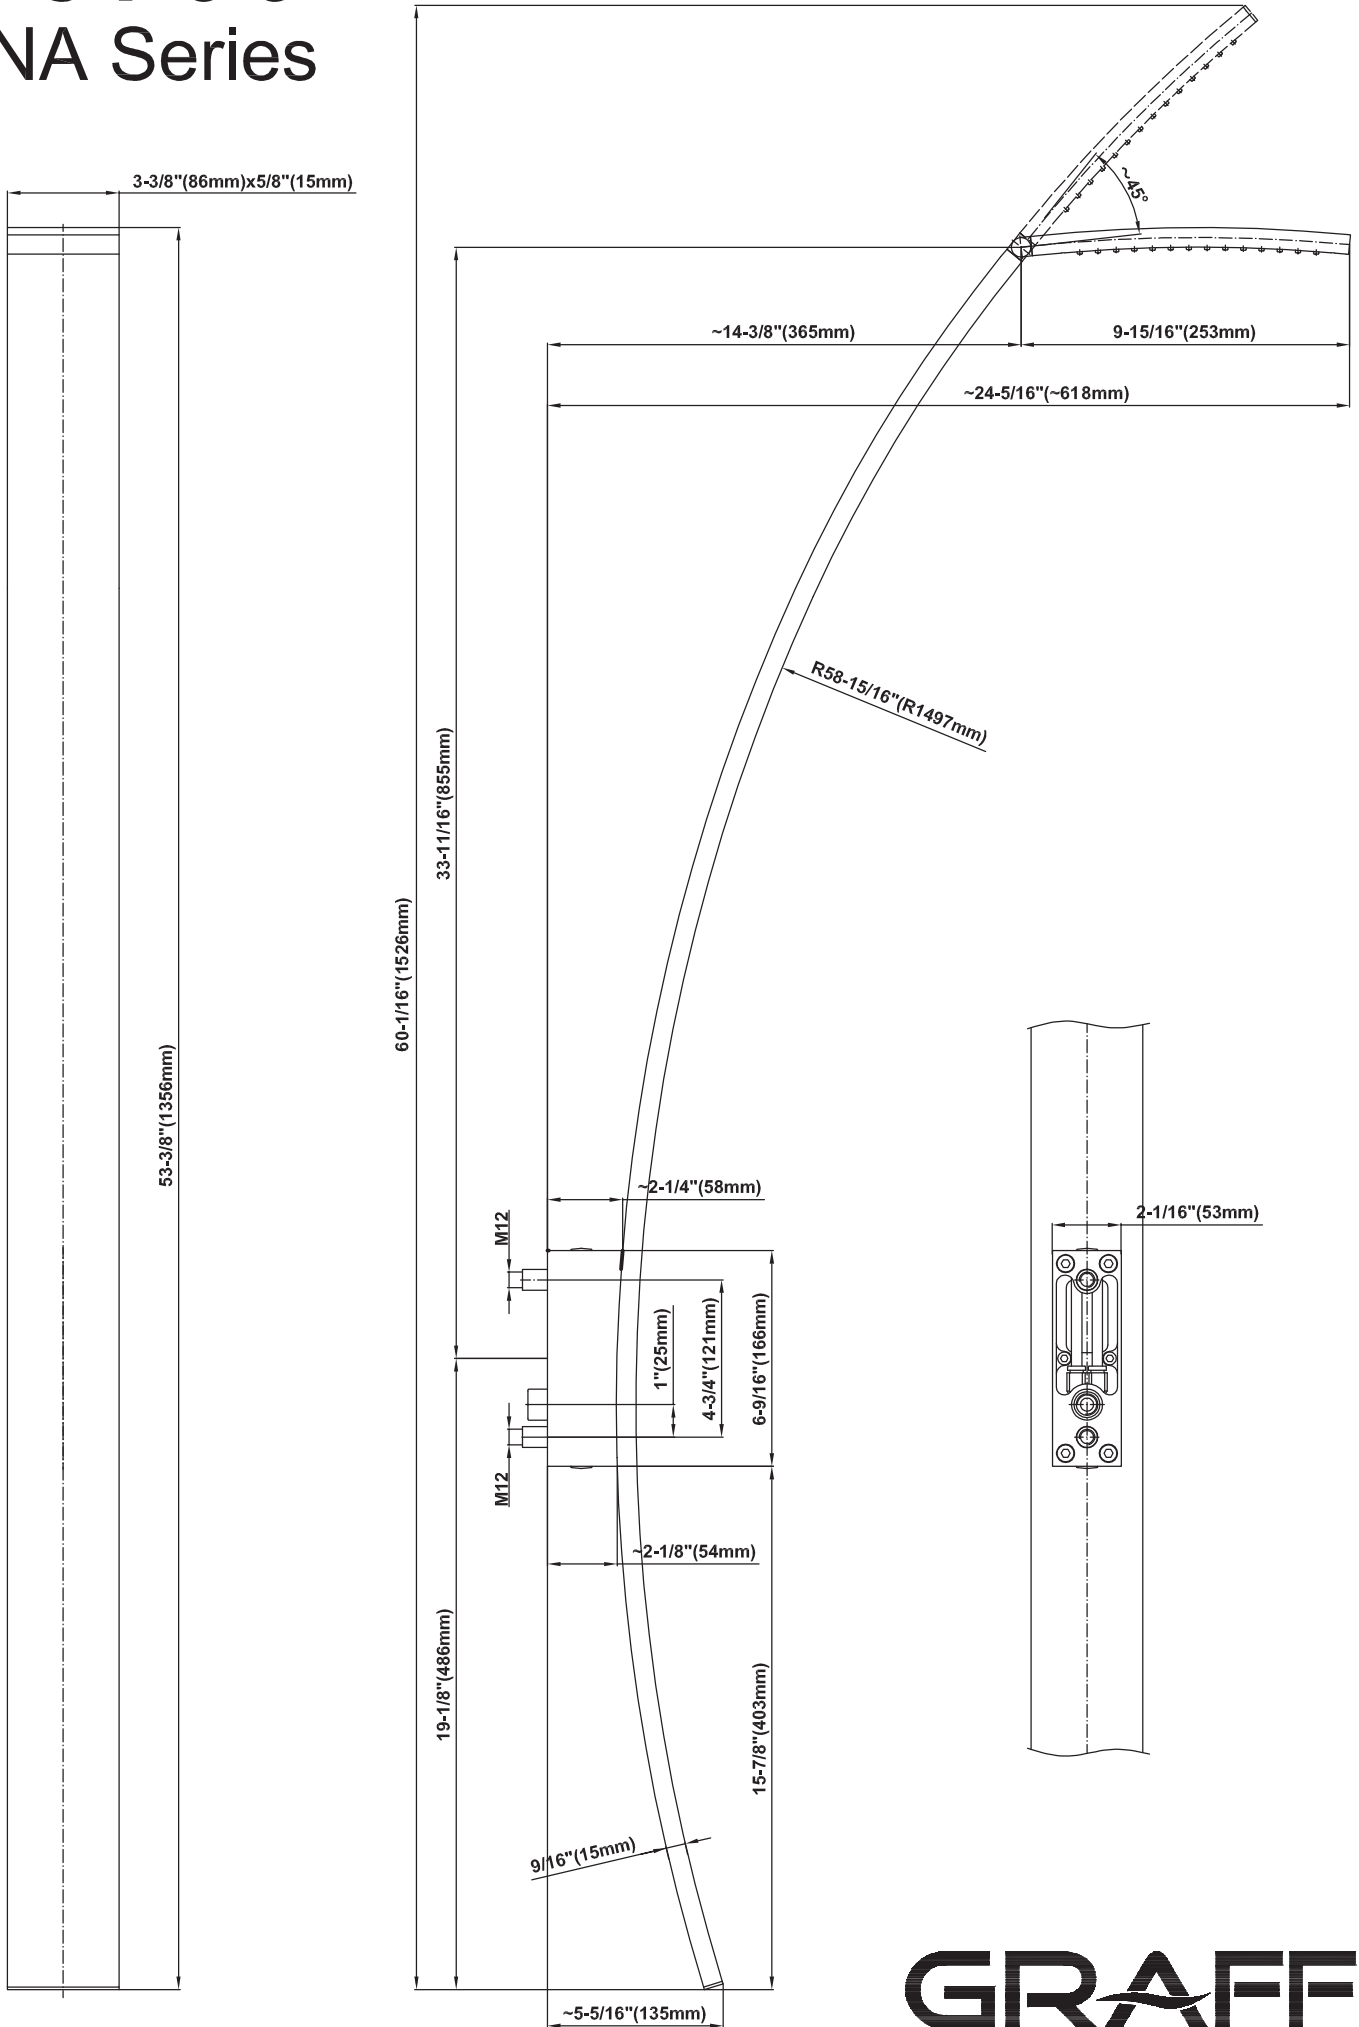 NA Series
3-3/8"(86mm)x5/8"(15mm)
~45°
~14-3/8"(365mm)
9-15/16"(253mm)
~24-5/16"(~618mm)
R58-15/16"(R1497mm)
33-11/16"(855mm)
60-1/16"(1526mm)
53-3/8"(1356mm)
~2-1/4"(58mm)
M12
2-1/16"(53mm)
1"(25mm)
4-3/4"(121mm)
6-9/16"(166mm)
M12
~2-1/8"(54mm)
19-1/8"(486mm)
15-7/8"(403mm)
9/16"(15mm)
~5-5/16"(135mm)
GRAFF